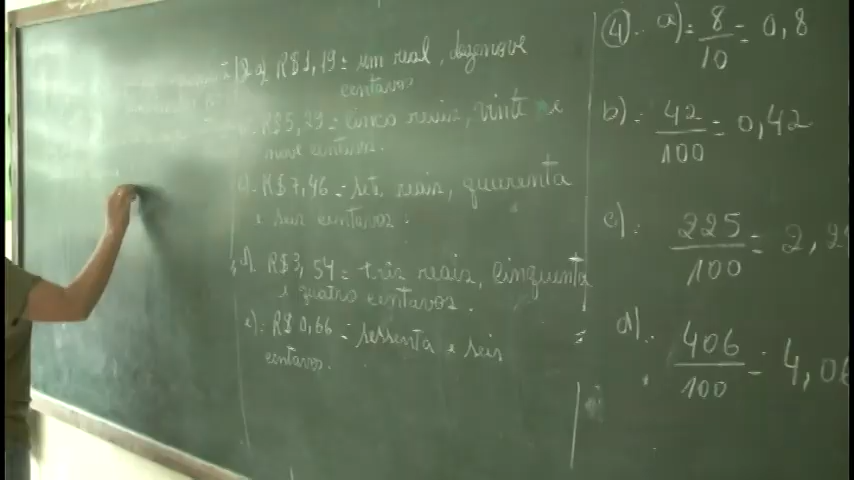 a) R$1,19 = um real, dezenove
centavos
R$5,29 = cinco reais, vinte e
nove centavos.
c). R$7,46 = sete reais, quarenta
e seis centavos.
d). R$3,54 = três reais, cinquenta
e quatro centavos.
e). R$0,66 = sessenta e seis
centavos.
4). a) = 8/10 = 0,8
b) = 42/100 = 0,42
c). 225/100 = 2,2
d). 406/100 = 4,06